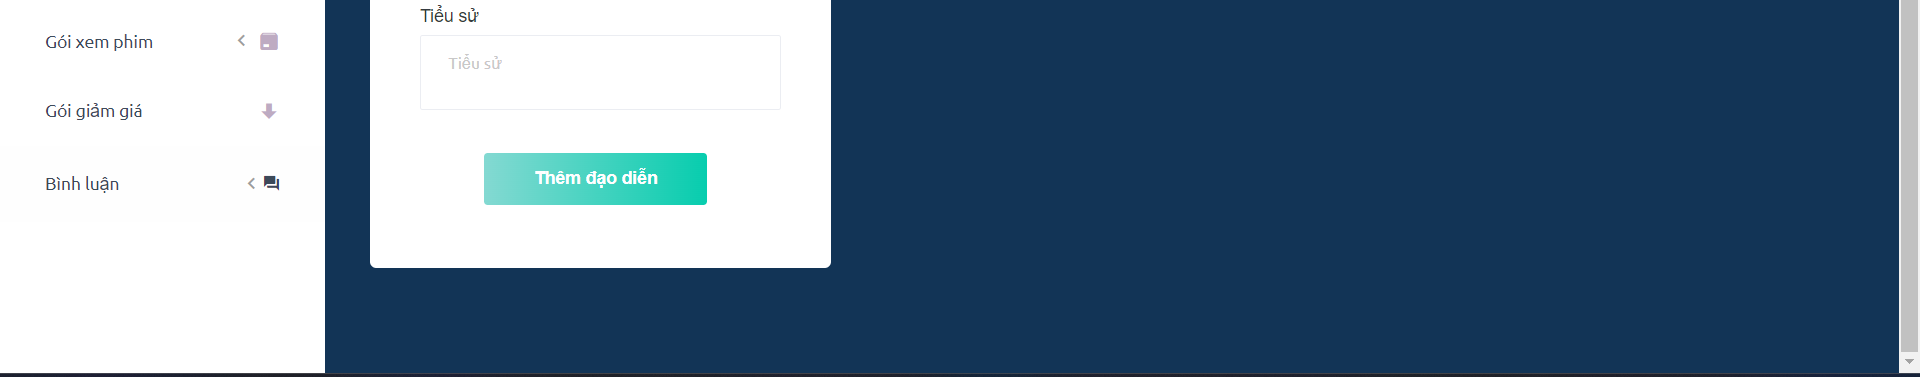 Gói xem phim
Gói giảm giá
Bình luận
Tiểu sử
Tiểu sử
Thêm đạo diễn